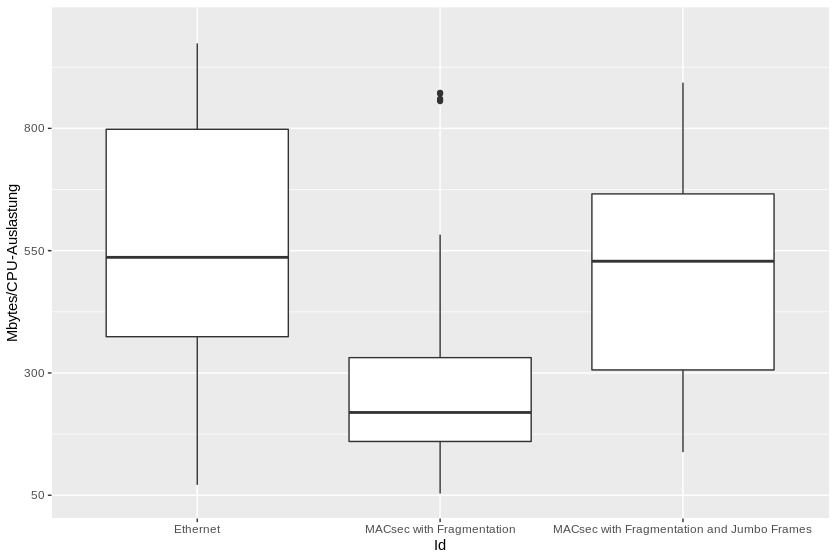 Mbytes/CPU-Auslastung
800
550
300
50
Ethernet
MACsec with Fragmentation
MACsec with Fragmentation and Jumbo Frames
Id